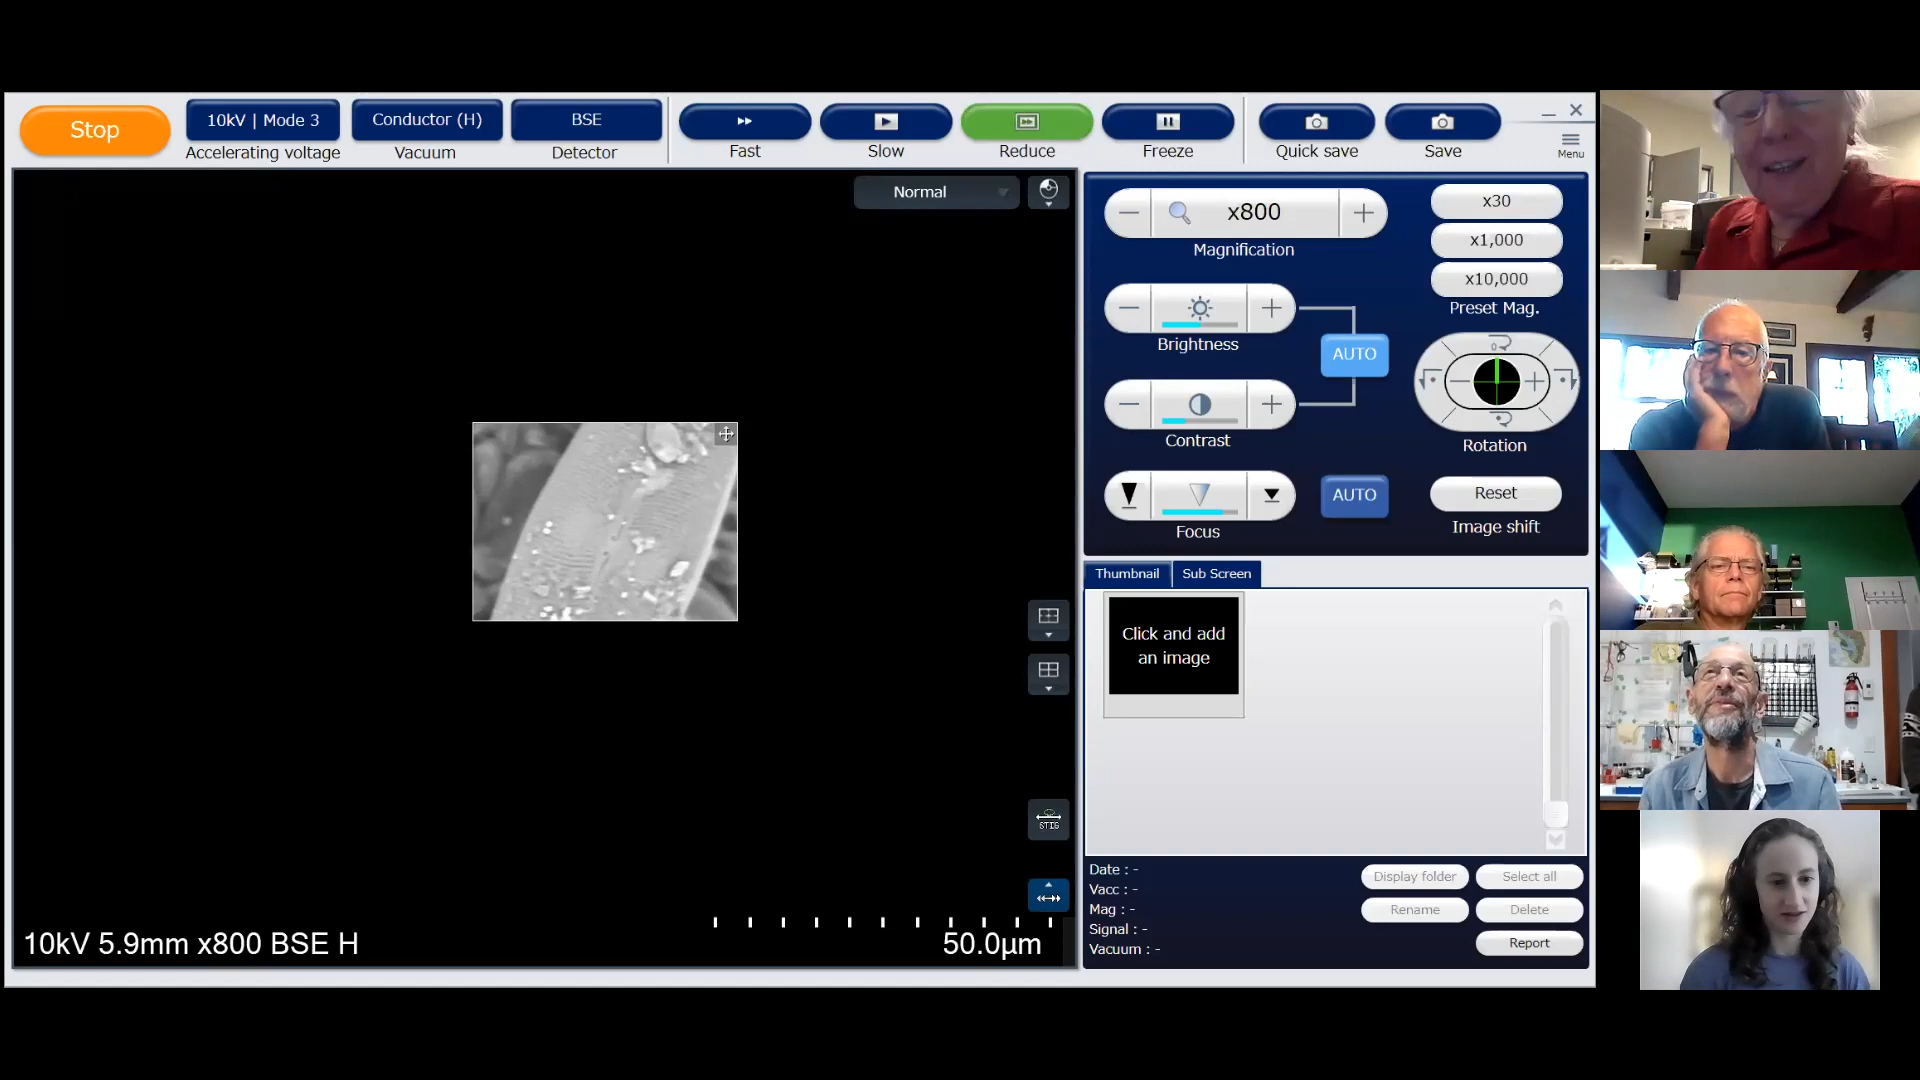 Stop
10kV | Mode 3
Accelerating voltage
Conductor (H)
Vacuum
BSE
Detector
Fast
Slow
Reduce
Freeze
Quick save
Save
Menu
Normal
x800
Magnification
Brightness
Contrast
AUTO
Focus
AUTO
x30
x1,000
x10,000
Preset Mag.
0
Rotation
Reset
Image shift
Thumbnail
Sub Screen
Click and add
an image
STIG
10kV 5.9mm x800 BSE H
50.0µm
Date : -
Vacc : -
Mag : -
Signal : -
Vacuum : -
Display folder
Select all
Rename
Delete
Report